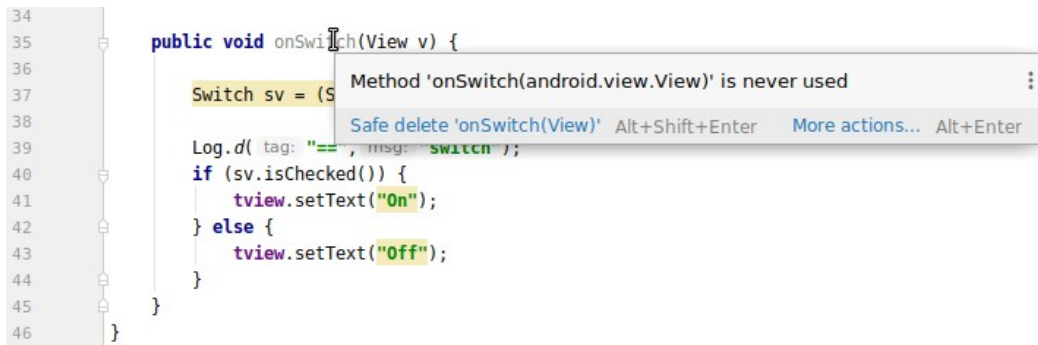 34
35 public void onSwitch(View v) {
36
Method 'onSwitch(android.view.View)' is never used
37 Switch sv = (S
38
Safe delete 'onSwitch(View)' Alt+Shift+Enter More actions... Alt+Enter
39 Log.d( tag: "==", msg: "switch");
40 if (sv.isChecked()) {
41 tview.setText("On");
42 } else {
43 tview.setText("Off");
44 }
45 }
46 }